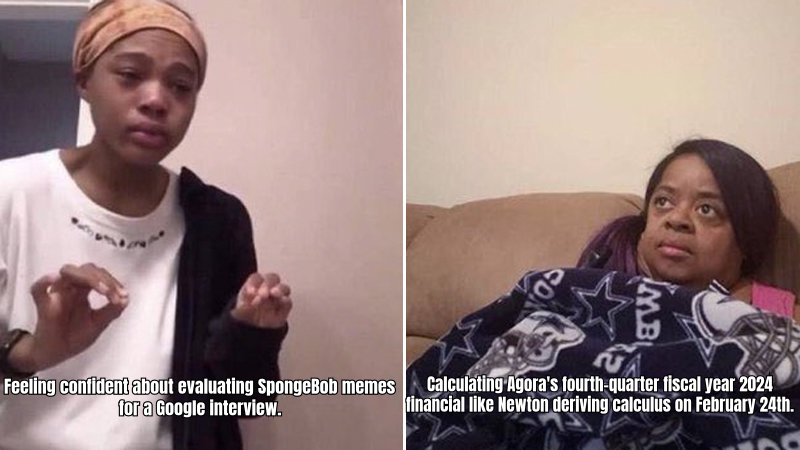 Feeling confident about evaluating SpongeBob memes
for a Google interview.
Calculating Agora's fourth-quarter fiscal year 2024
financial like Newton deriving calculus on February 24th.